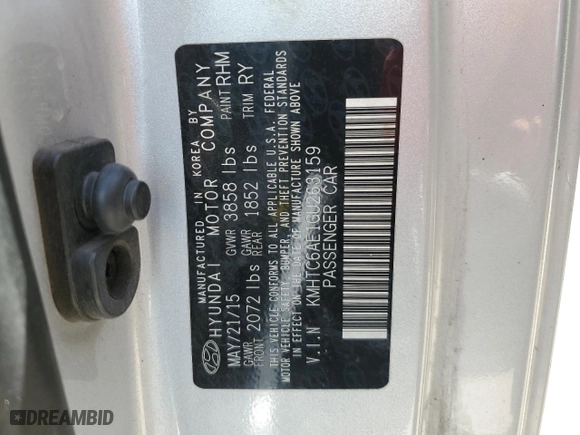 MANUFACTURED IN KOREA BY
HYUNDAI MOTOR COMPANY
MAY/21/15 GVWR 3858 lbs PAINT RHM
GAWR FRONT 2072 lbs GAWR REAR 1852 lbs TRIM RY
THIS VEHICLE CONFORMS TO ALL APPLICABLE U.S.A. FEDERAL
MOTOR VEHICLE SAFETY, BUMPER, AND THEFT PREVENTION STANDARDS
IN EFFECT ON THE DATE OF MANUFACTURE SHOWN ABOVE
V.I.N KMHTC6AE1GU263159
PASSENGER CAR
DREAMBID